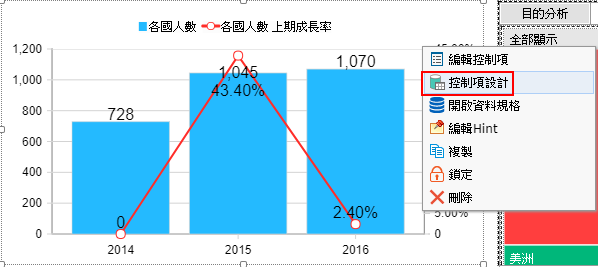 各國人數 各國人數 上期成長率
目的分析
全部顯示
1,200
1,000
800
600
400
200
0
728
1,045
43.40%
1,070
0
2.40%
5.00%
0
2014 2015 2016
編輯控制項
控制項設計
開啟資料規格
編輯Hint
複製
鎖定
刪除
美洲